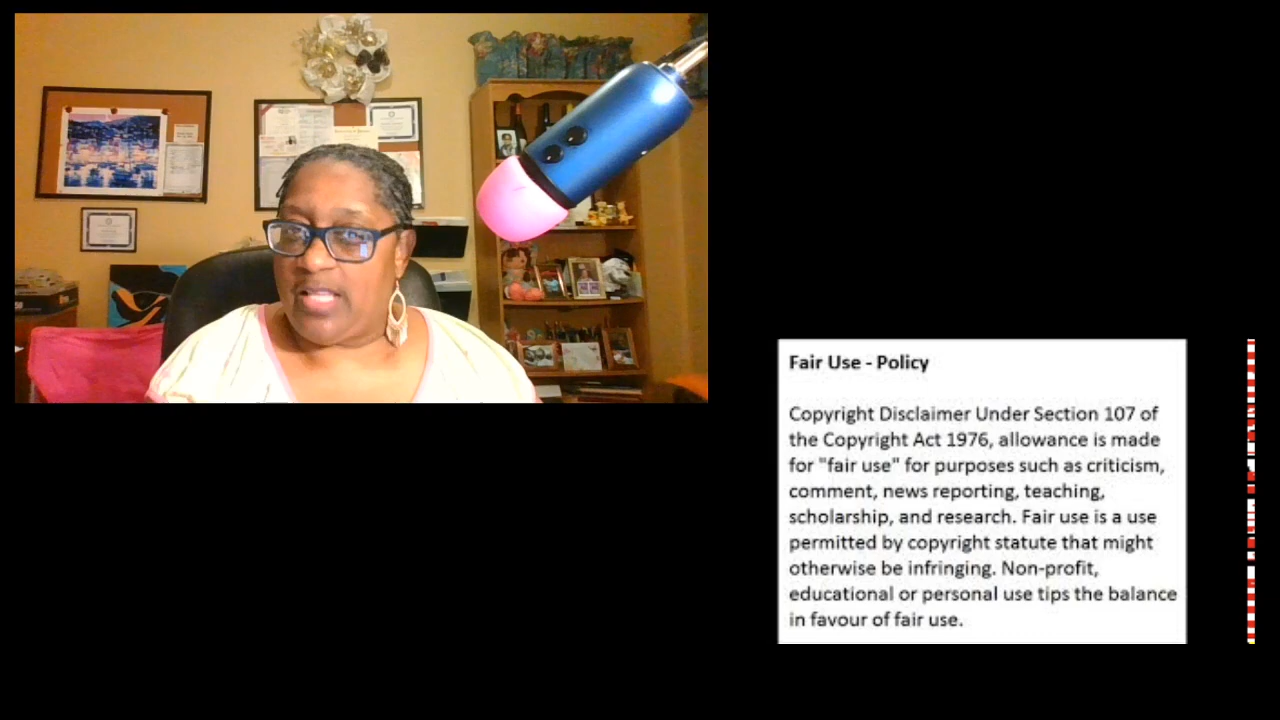 Fair Use - Policy
Copyright Disclaimer Under Section 107 of
the Copyright Act 1976, allowance is made
for "fair use" for purposes such as criticism,
comment, news reporting, teaching,
scholarship, and research. Fair use is a use
permitted by copyright statute that might
otherwise be infringing. Non-profit,
educational or personal use tips the balance
in favour of fair use.